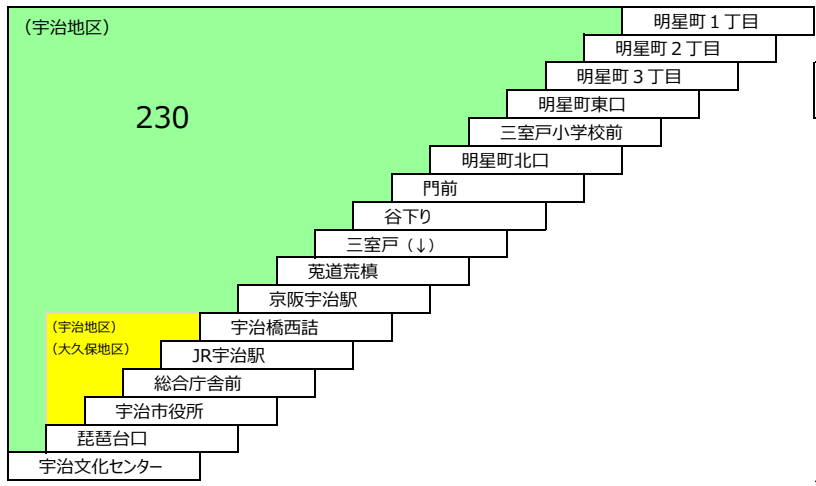 (宇治地区)
明星町1丁目
明星町2丁目
明星町3丁目
230
明星町東口
三室戸小学校前
明星町北口
門前
谷下り
三室戸(↓)
莵道荒槙
京阪宇治駅
(宇治地区)
宇治橋西詰
(大久保地区)
JR宇治駅
総合庁舎前
宇治市役所
琵琶台口
宇治文化センター